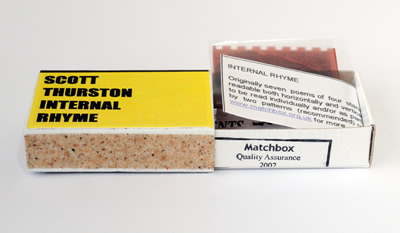 SCOTT
THURSTON
INTERNAL
RHYME
INTERNAL RHYME
Originally seven poems of four
readable both horizontally and
to be read individually and/or as
by two patterns (recommended)
www.matchbox.org.uk for more
Matchbox
Quality Assurance
2007